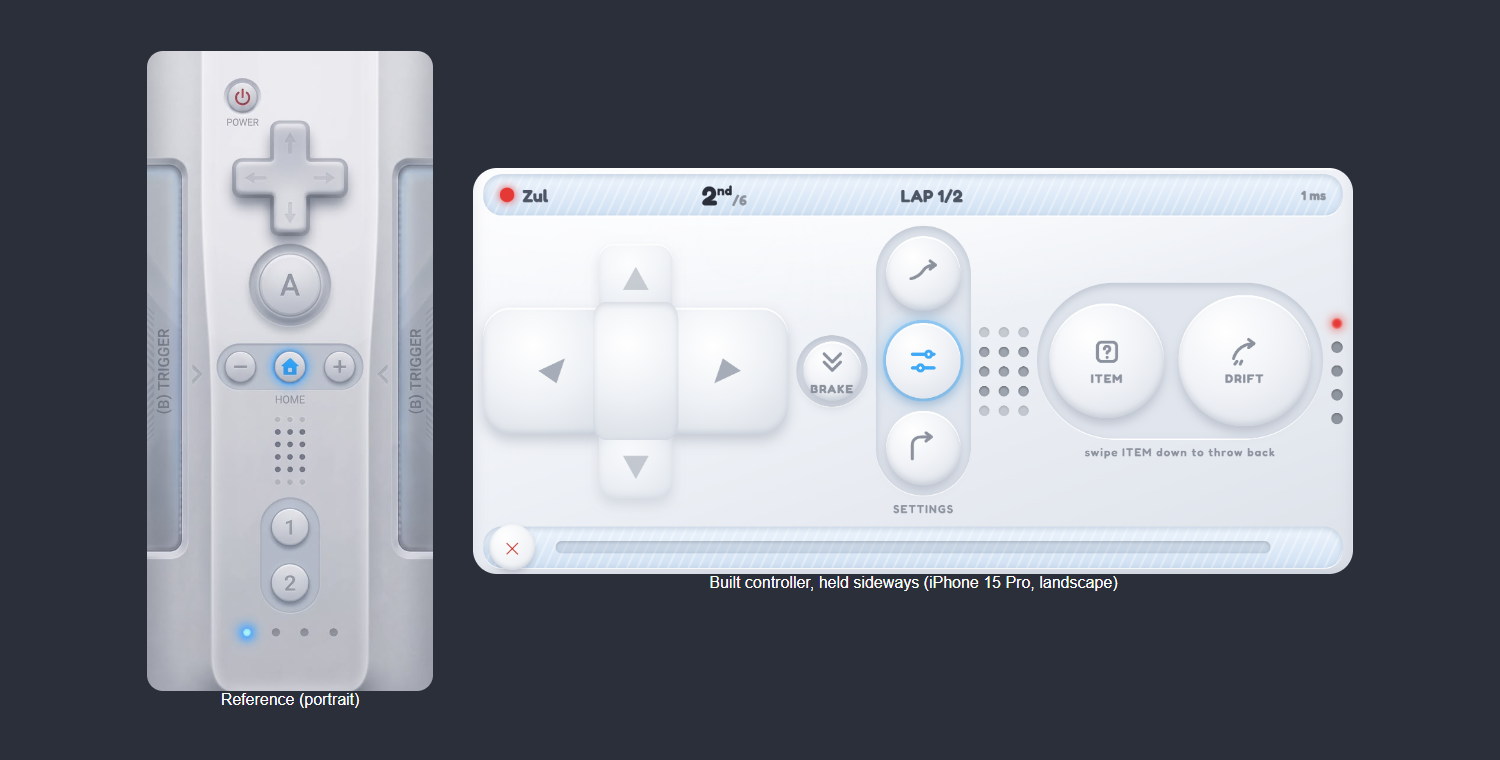 POWER
A
HOME
(B) TRIGGER
(B) TRIGGER
1
2
Reference (portrait)
Zul
2nd/6
LAP 1/2
1 ms
BRAKE
SETTINGS
?
ITEM
DRIFT
swipe ITEM down to throw back
Built controller, held sideways (iPhone 15 Pro, landscape)